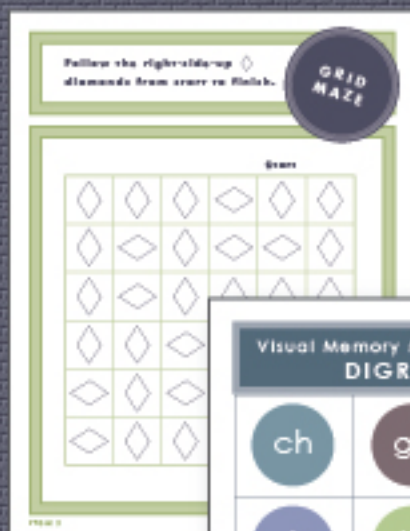 Follow the right-side-up
diamonds from start to finish.
GRID
MAZE
Start
Visual Memory
DIGR
ch
g